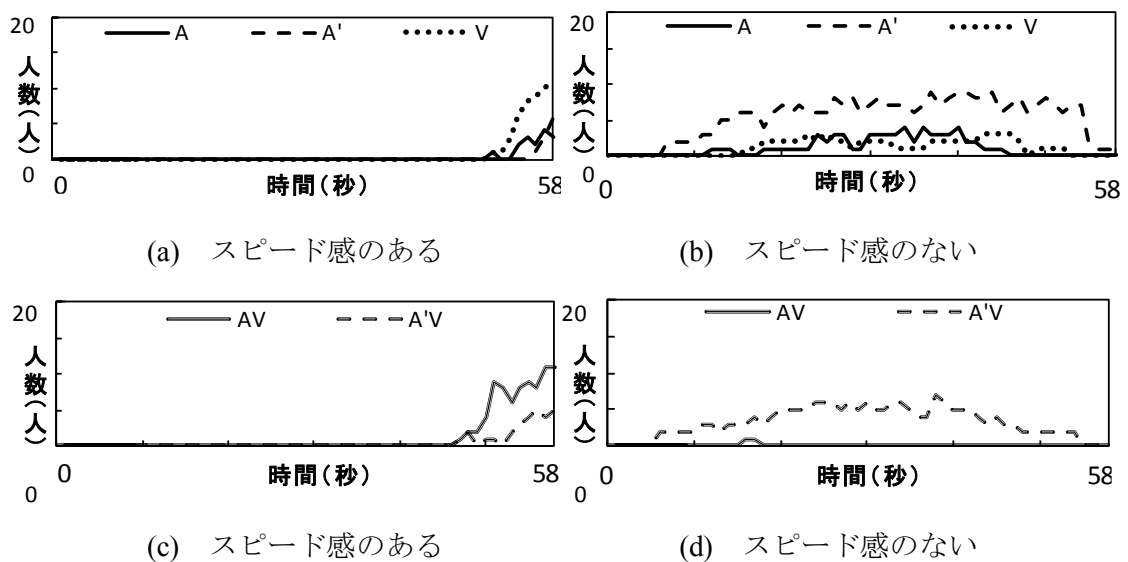 20
A
A'
V
人数(人)
0
0
58
時間(秒)
(a) スピード感のある
20
A
A'
V
人数(人)
0
0
58
時間(秒)
(b) スピード感のない
20
AV
A'V
人数(人)
0
0
58
時間(秒)
(c) スピード感のある
20
AV
A'V
人数(人)
0
0
58
時間(秒)
(d) スピード感のない